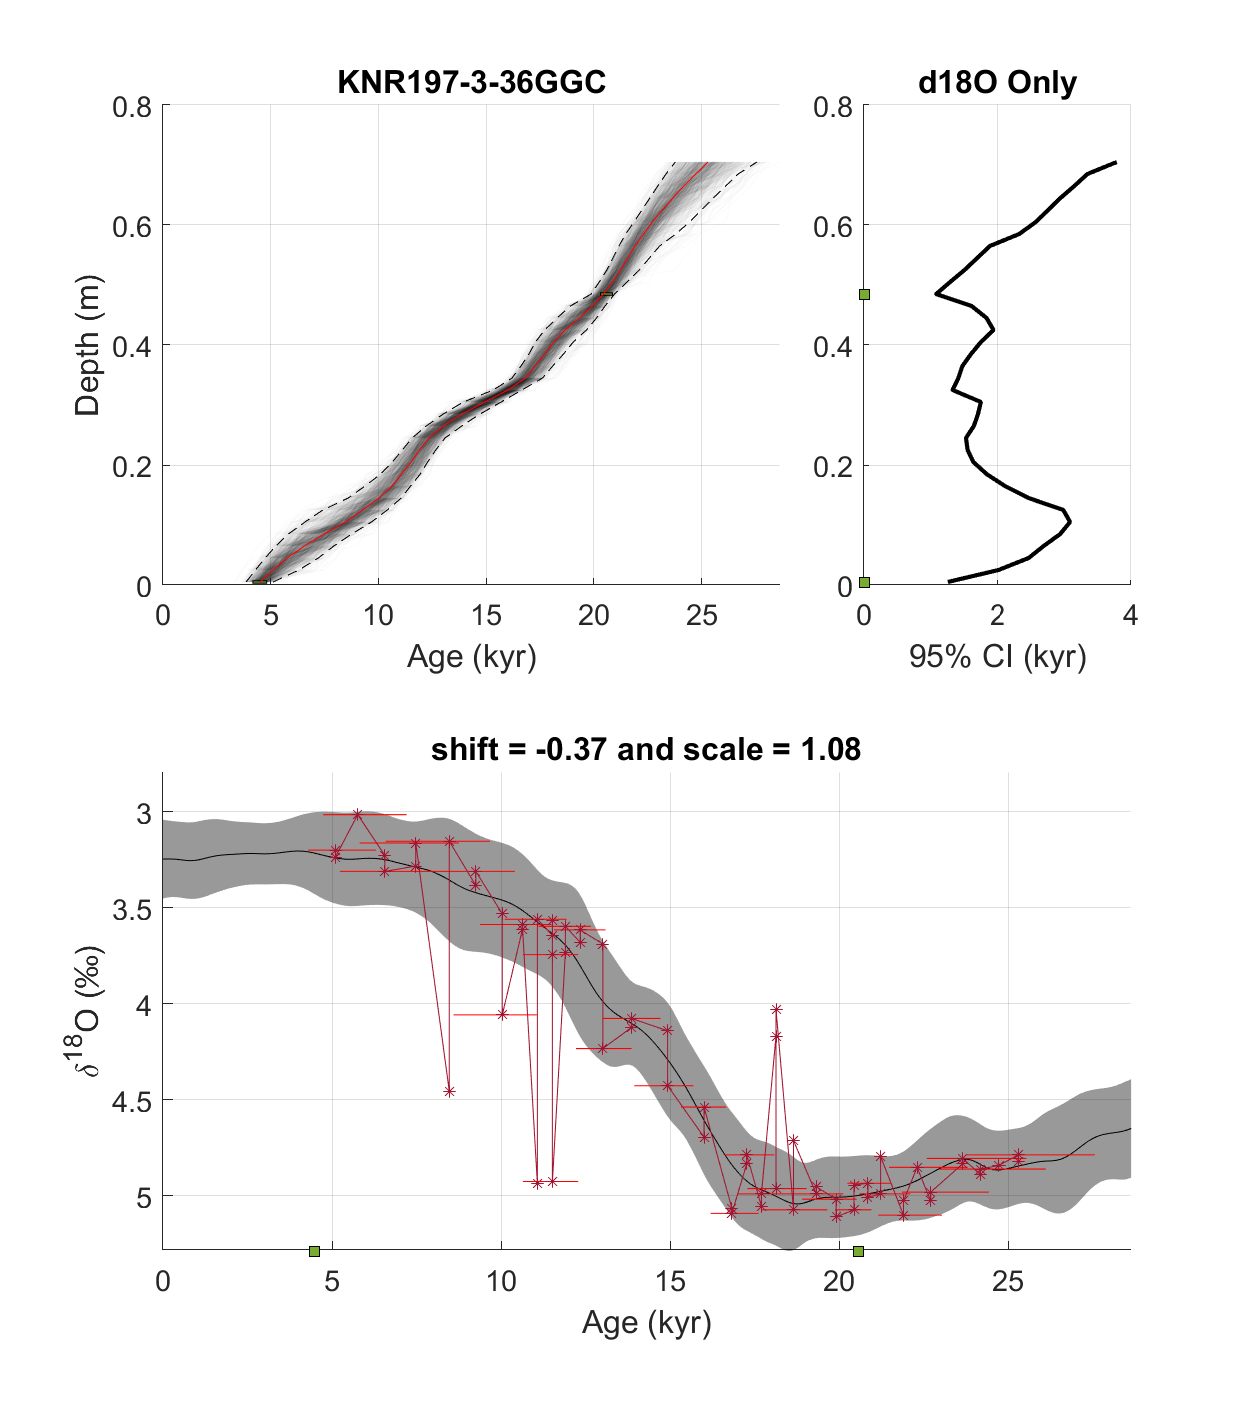 KNR197-3-36GGC
0.8
0.6
0.4
0.2
0
Depth (m)
0 5 10 15 20 25
Age (kyr)
d18O Only
0.8
0.6
0.4
0.2
0
0 2 4
95% CI (kyr)
shift = -0.37 and scale = 1.08
3
3.5
4
4.5
5
δ18O (‰)
0 5 10 15 20 25
Age (kyr)